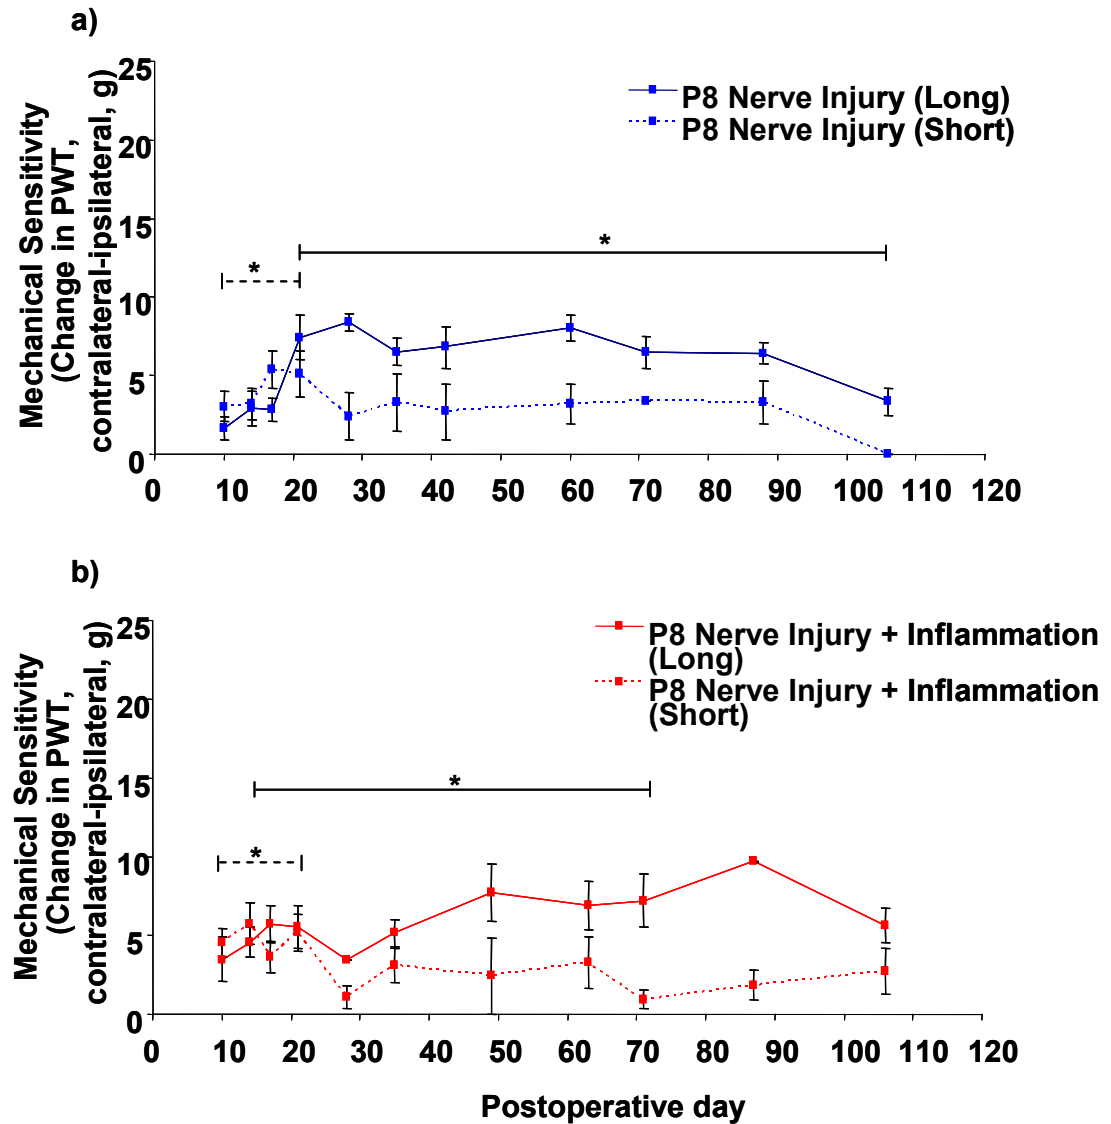 a)
Mechanical Sensitivity
(Change in PWT,
contralateral-ipsilateral, g)
25
20
15
10
5
0
P8 Nerve Injury (Long)
P8 Nerve Injury (Short)
*
*
0 10 20 30 40 50 60 70 80 90 100 110 120
b)
Mechanical Sensitivity
(Change in PWT,
contralateral-ipsilateral, g)
25
20
15
10
5
0
P8 Nerve Injury + Inflammation
(Long)
P8 Nerve Injury + Inflammation
(Short)
*
*
0 10 20 30 40 50 60 70 80 90 100 110 120
Postoperative day